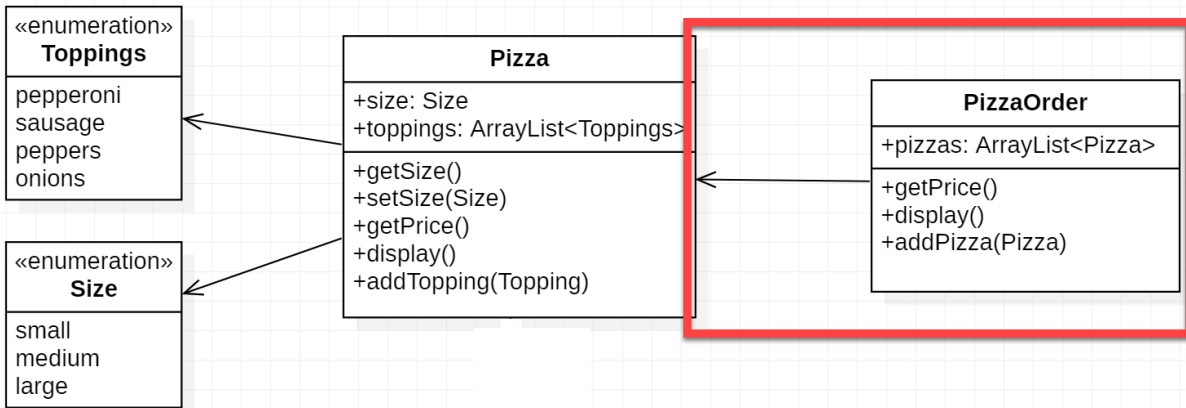 «enumeration»
Toppings
pepperoni
sausage
peppers
onions
«enumeration»
Size
small
medium
large
Pizza
+size: Size
+toppings: ArrayList<Toppings>
+getSize()
+setSize(Size)
+getPrice()
+display()
+addTopping(Topping)
PizzaOrder
+pizzas: ArrayList<Pizza>
+getPrice()
+display()
+addPizza(Pizza)